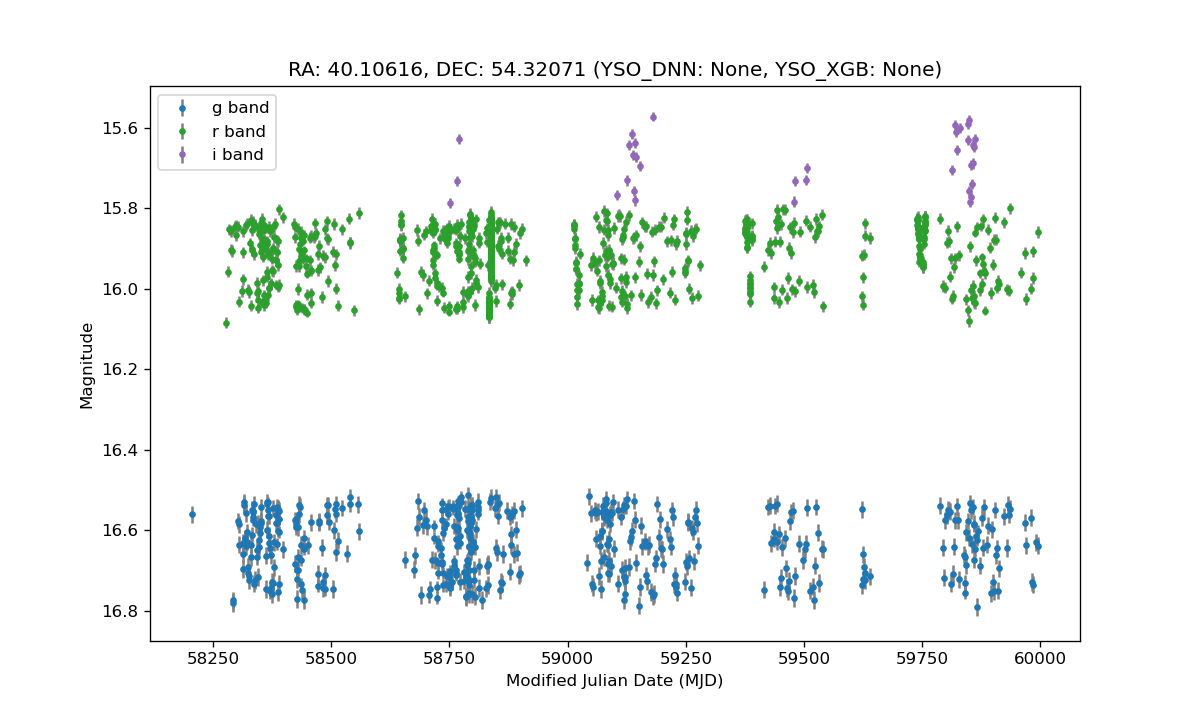 RA: 40.10616, DEC: 54.32071 (YSO_DNN: None, YSO_XGB: None)
g band
r band
i band
15.6
15.8
16.0
16.2
16.4
16.6
16.8
Magnitude
58250
58500
58750
59000
59250
59500
59750
60000
Modified Julian Date (MJD)